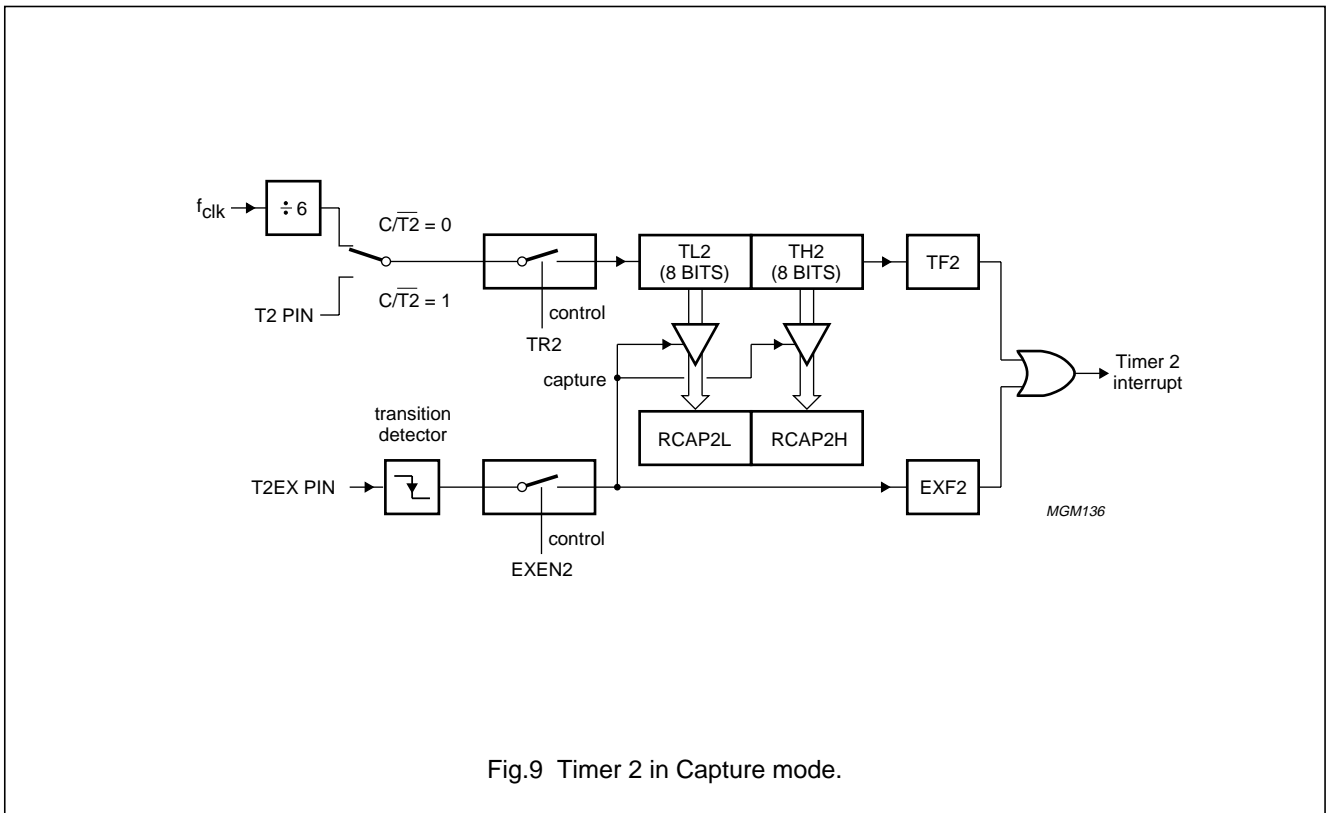 fclk
÷ 6
C/T2 = 0
C/T2 = 1
T2 PIN
control
TR2
TL2
(8 BITS)
TH2
(8 BITS)
TF2
capture
Timer 2
interrupt
transition
detector
RCAP2L
RCAP2H
T2EX PIN
EXF2
control
EXEN2
MGM136
Fig.9 Timer 2 in Capture mode.